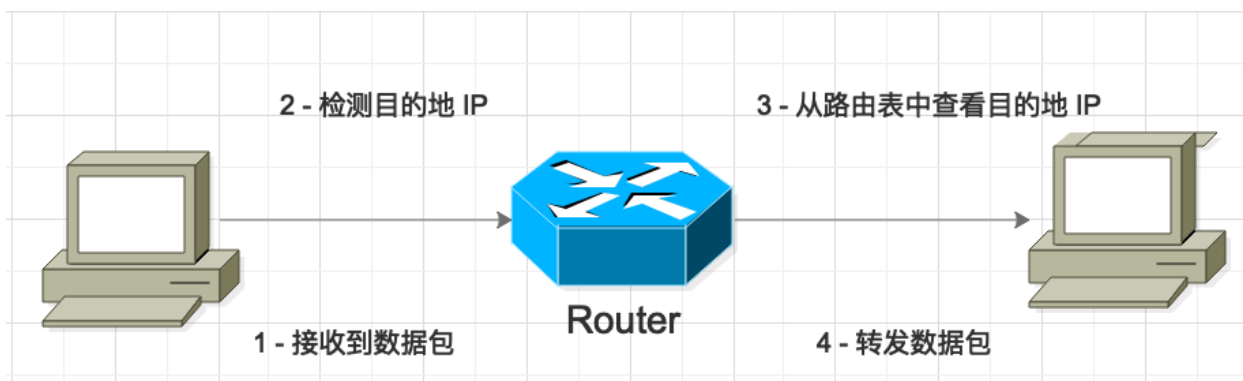 2 - 检测目的地 IP
3 - 从路由表中查看目的地 IP
Router
1 - 接收到数据包
4 - 转发数据包